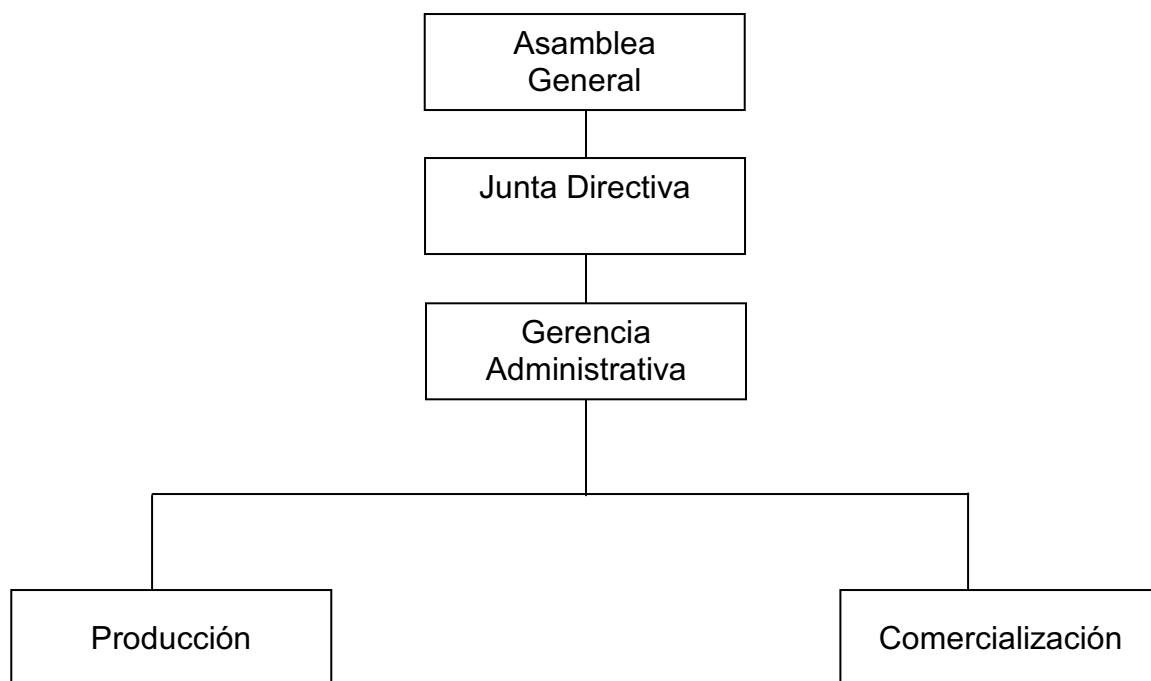 Asamblea
General
Junta Directiva
Gerencia
Administrativa
Producción
Comercialización